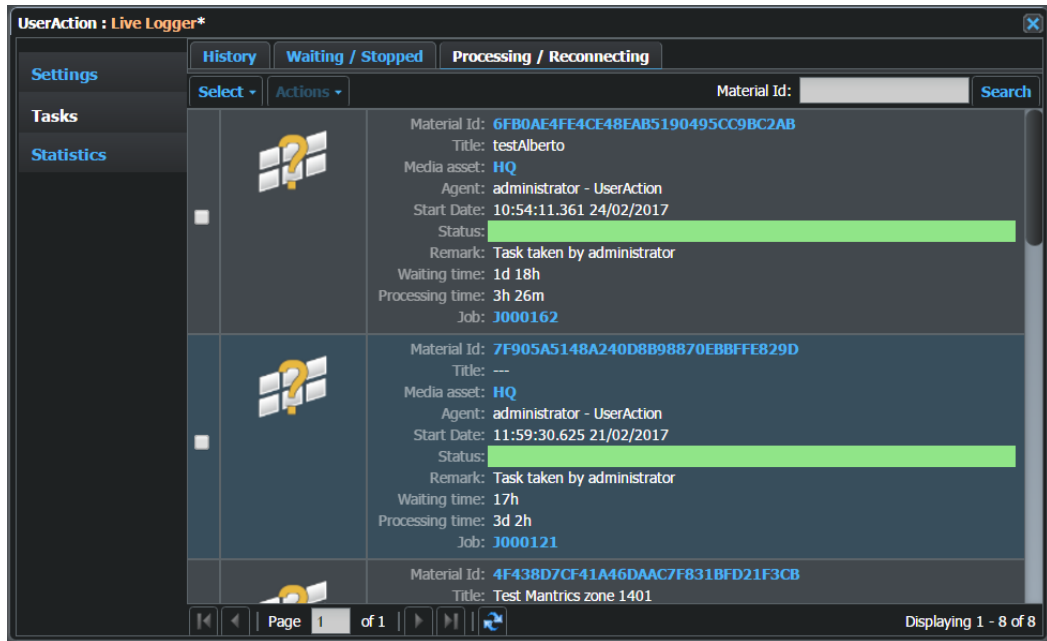 UserAction : Live Logger*
Settings
Tasks
Statistics
History Waiting / Stopped Processing / Reconnecting
Select Actions Material Id: Search
Material Id: 6FB0AE4FE4CE48EAB5190495CC9BC2AB
Title: testAlberto
Media asset: HQ
Agent: administrator - UserAction
Start Date: 10:54:11.361 24/02/2017
Status:
Remark: Task taken by administrator
Waiting time: 1d 18h
Processing time: 3h 26m
Job: J000162
Material Id: 7F905A5148A240D8B98870EBBFFE829D
Title: ---
Media asset: HQ
Agent: administrator - UserAction
Start Date: 11:59:30.625 21/02/2017
Status:
Remark: Task taken by administrator
Waiting time: 17h
Processing time: 3d 2h
Job: J000121
Material Id: 4F438D7CF41A46DAAC7F831BFD21F3CB
Title: Test Mantrics zone 1401
Page 1 of 1 Displaying 1 - 8 of 8